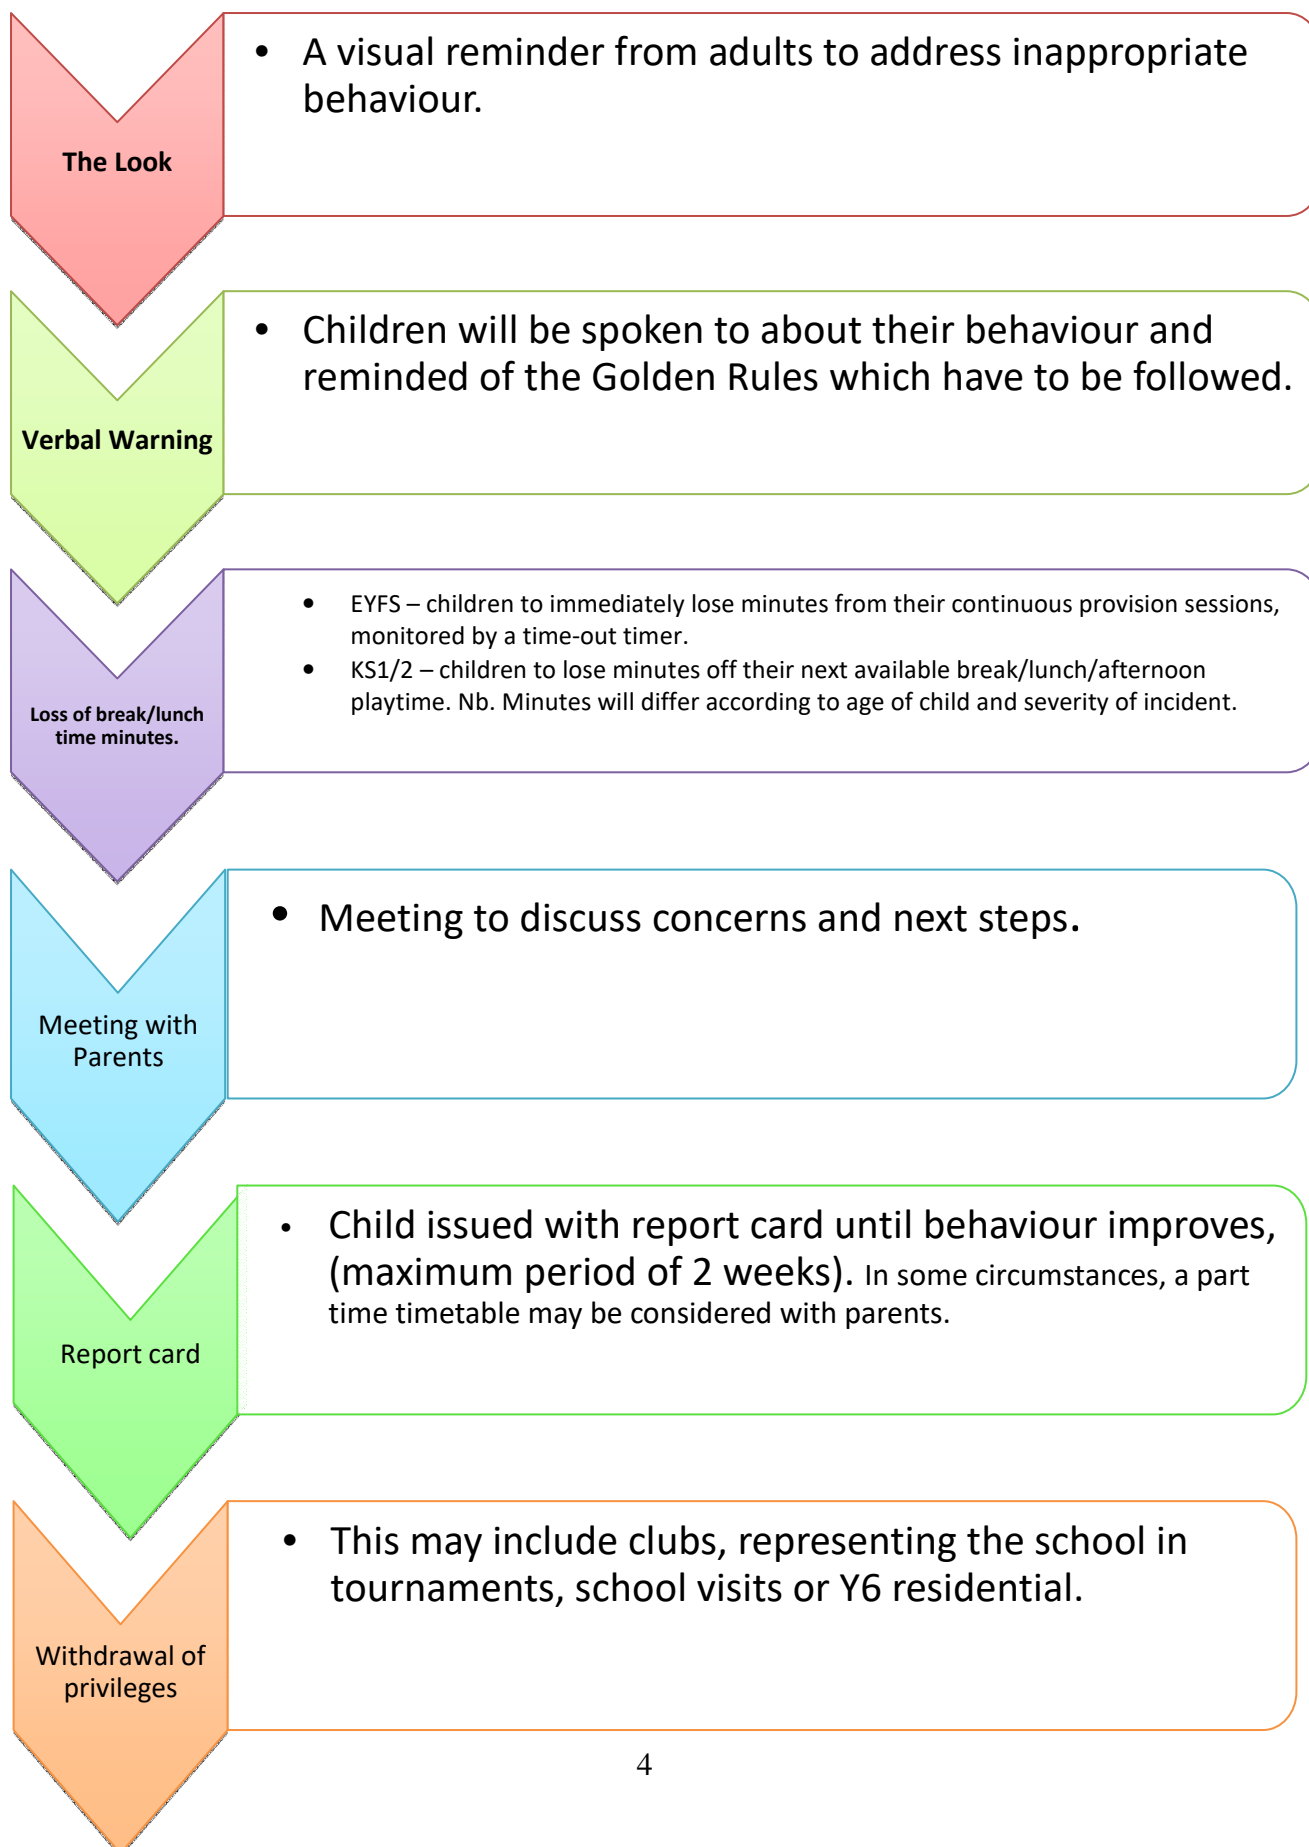 • A visual reminder from adults to address inappropriate
behaviour.
The Look
• Children will be spoken to about their behaviour and
reminded of the Golden Rules which have to be followed.
Verbal Warning
• EYFS – children to immediately lose minutes from their continuous provision sessions,
monitored by a time-out timer.
• KS1/2 – children to lose minutes off their next available break/lunch/afternoon
playtime. Nb. Minutes will differ according to age of child and severity of incident.
Loss of break/lunch
time minutes.
• Meeting to discuss concerns and next steps.
Meeting with
Parents
• Child issued with report card until behaviour improves,
(maximum period of 2 weeks). In some circumstances, a part
time timetable may be considered with parents.
Report card
• This may include clubs, representing the school in
tournaments, school visits or Y6 residential.
Withdrawal of
privileges
4